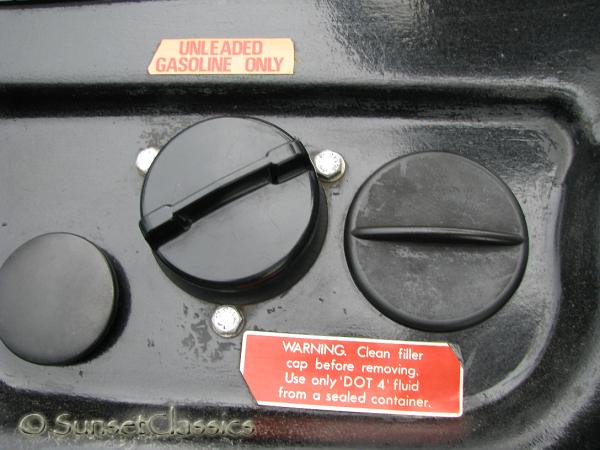 UNLEADED
GASOLINE ONLY
WARNING. Clean filler
cap before removing.
Use only 'DOT 4' fluid
from a sealed container.
© SunsetClassics